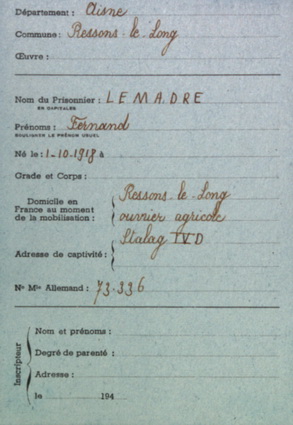 Département : Aisne
Commune : Ressons-le-Long
Œuvre :
Nom du Prisonnier : LEMADRE
EN CAPITALES
Prénoms : Fernand
SOULIGNER LE PRÉNOM USUEL
Né le : 1-10-1918 à
Grade et Corps :
Domicile en
France au moment
de la mobilisation :
Ressons-le-Long
ouvrier agricole
Stalag IV D
Adresse de captivité :
Nº Mle Allemand : 73.336
Inscripteur
Nom et prénoms :
Degré de parenté :
Adresse :
le 194